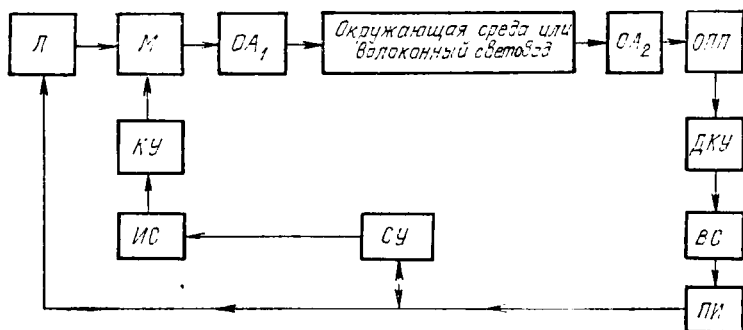 Л
М
ОА₁
Окружающая среда или
Волоконный световод
ОА₂
ОПП
КУ
ДКУ
ИС
СУ
ВС
ПИ